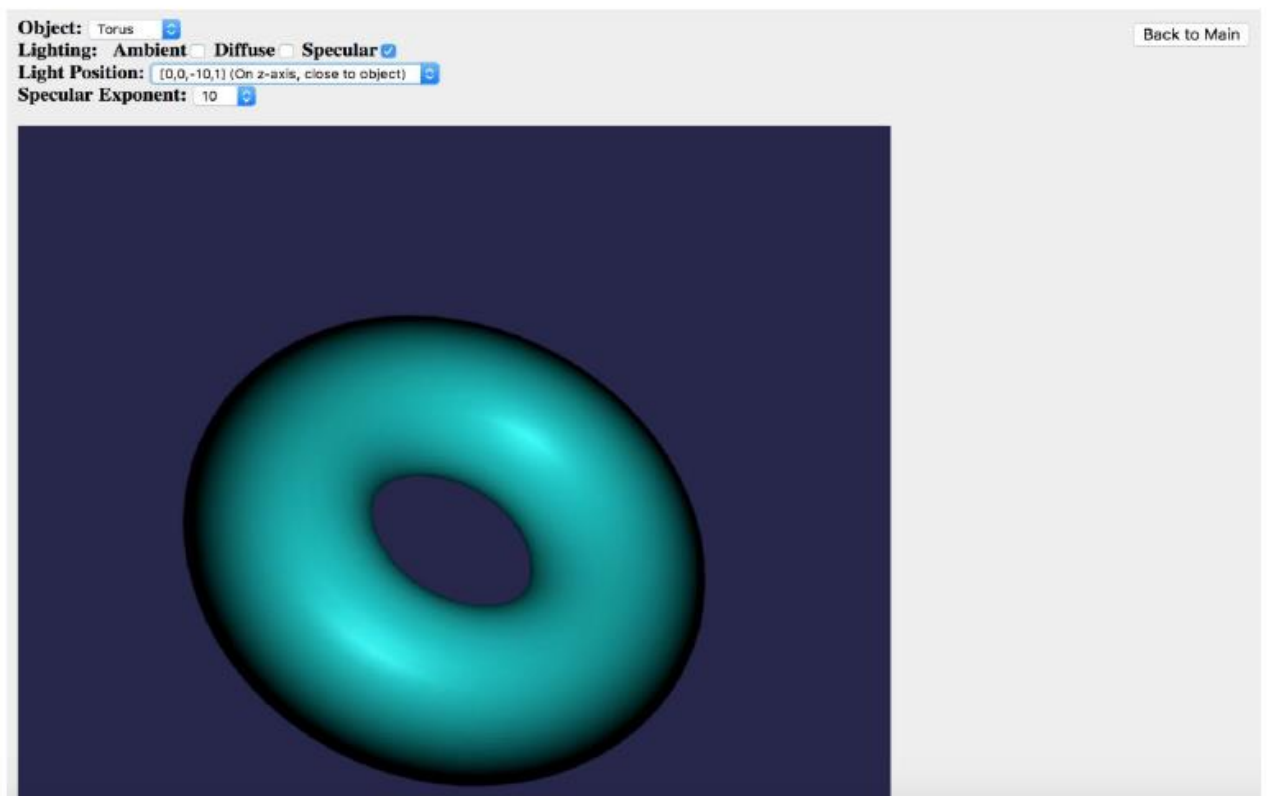 Object: Torus
Back to Main
Lighting: Ambient Diffuse Specular
Light Position: [0,0,-10,1] (On z-axis, close to object)
Specular Exponent: 10